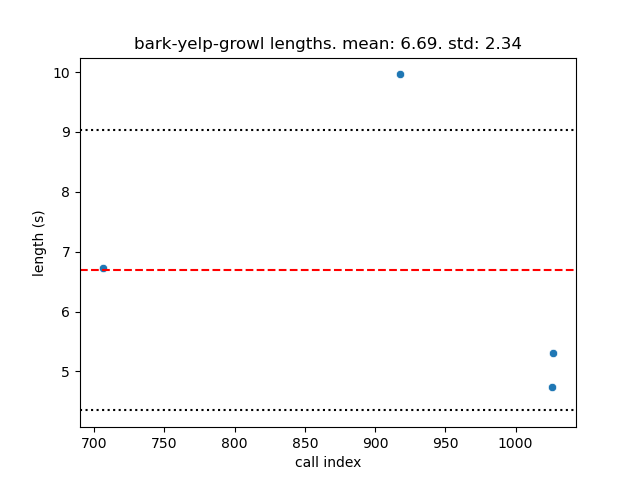 bark-yelp-growl lengths. mean: 6.69. std: 2.34
10
9
8
7
6
5
length (s)
700 750 800 850 900 950 1000
call index